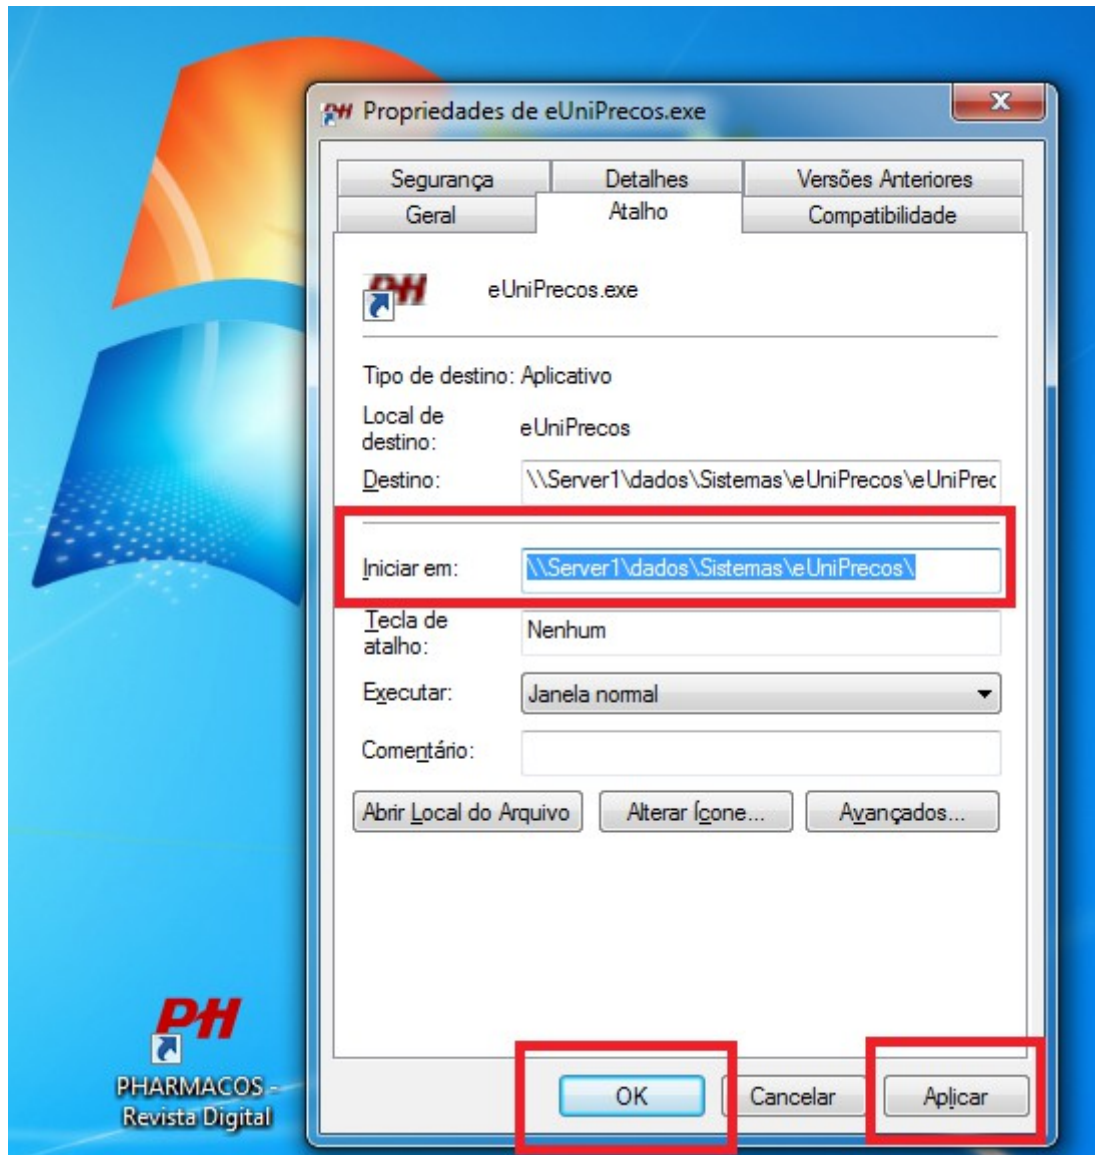 PH Propriedades de eUniPrecos.exe
Segurança Detalhes Versões Anteriores
Geral Atalho Compatibilidade
PH eUniPrecos.exe
Tipo de destino: Aplicativo
Local de destino: eUniPrecos
Destino: \\Server1\dados\Sistemas\eUniPrecos\eUniPrec
Iniciar em: \\Server1\dados\Sistemas\eUniPrecos\
Tecla de atalho: Nenhum
Executar: Janela normal
Comentário:
Abrir Local do Arquivo Alterar Ícone... Avançados...
PH
PHARMACOS -
Revista Digital
OK Cancelar Aplicar